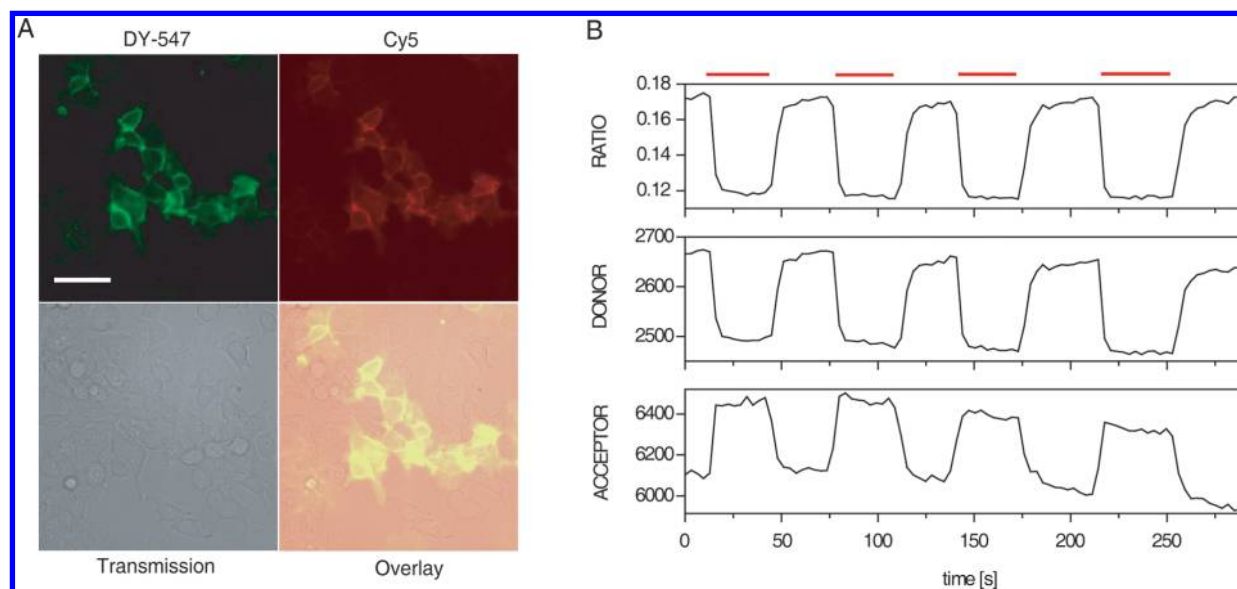 A
DY-547
Cy5
Transmission
Overlay
B
0.18
0.16
0.14
0.12
RATIO
2700
2600
2500
DONOR
6400
6200
6000
ACCEPTOR
0
50
100
150
200
250
time [s]